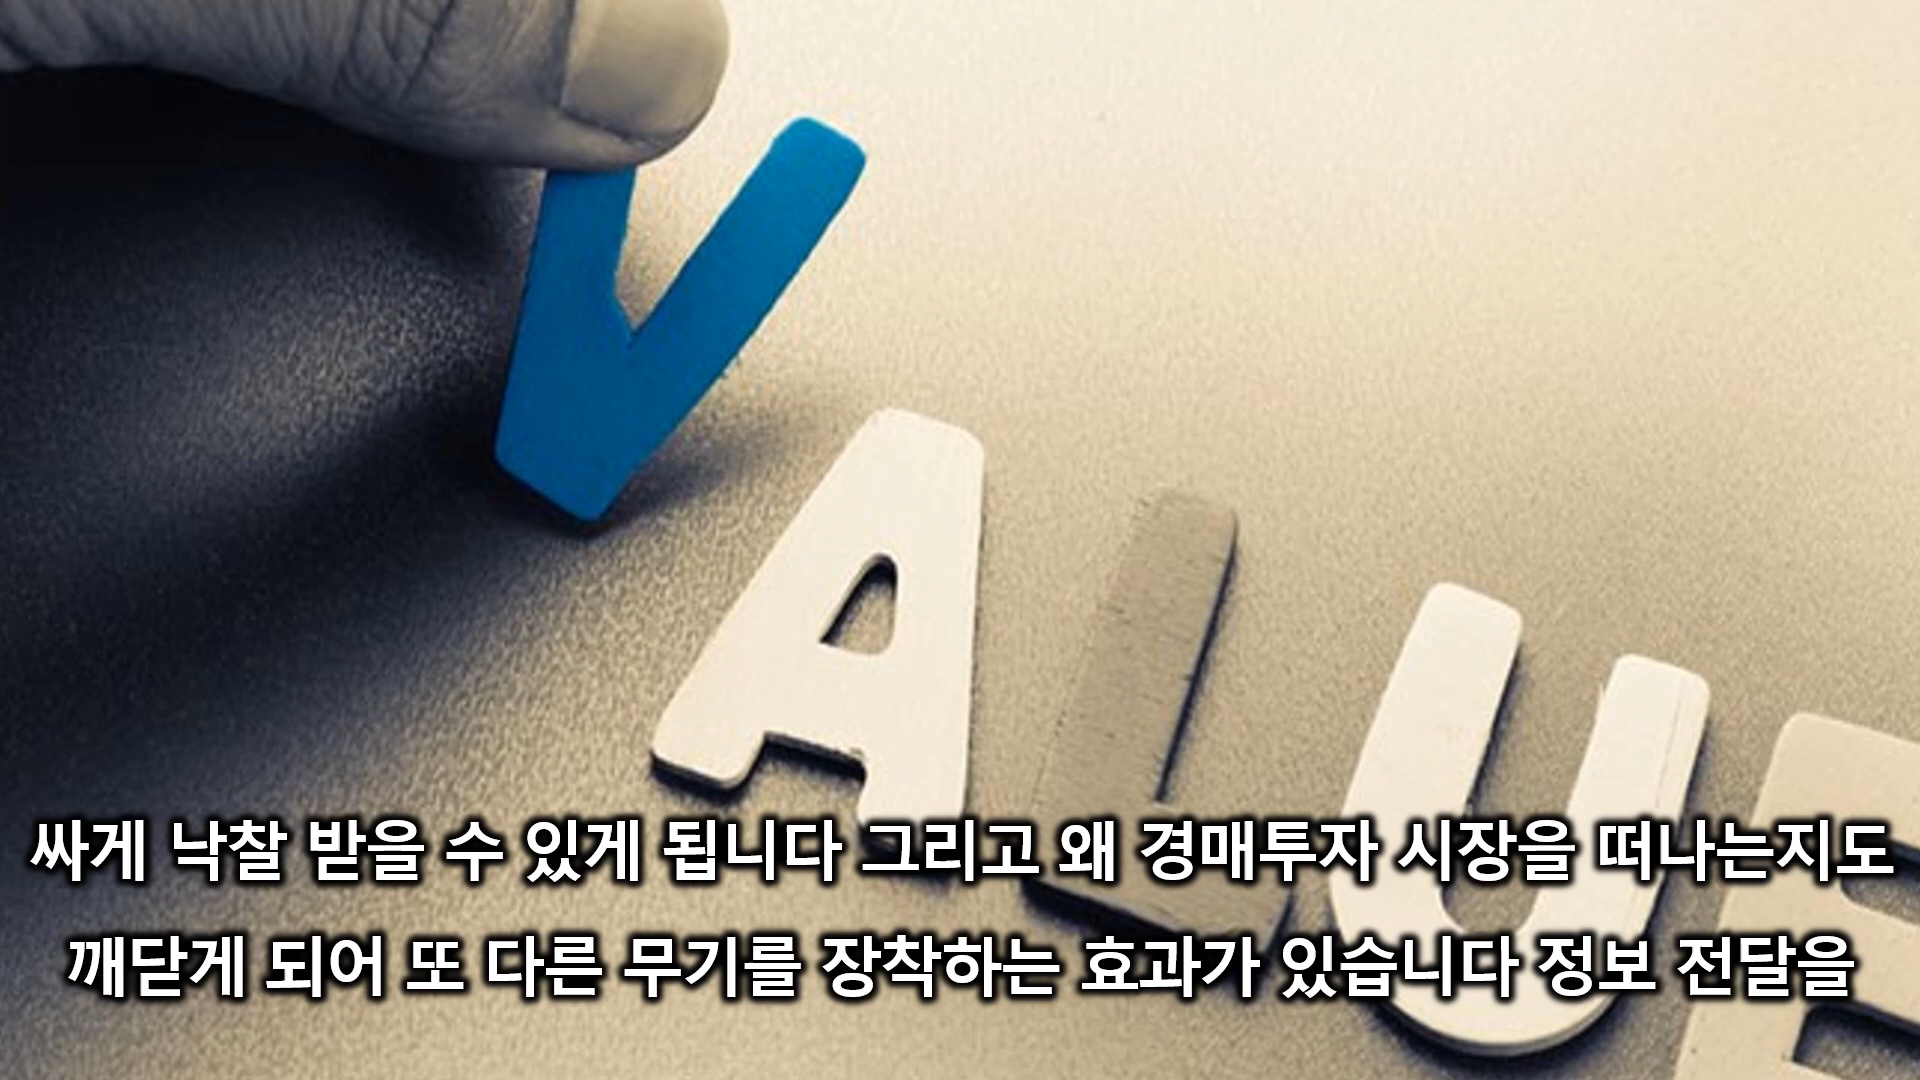 VALUE
싸게 낙찰 받을 수 있게 됩니다 그리고 왜 경매투자 시장을 떠나는지도
깨닫게 되어 또 다른 무기를 장착하는 효과가 있습니다 정보 전달을